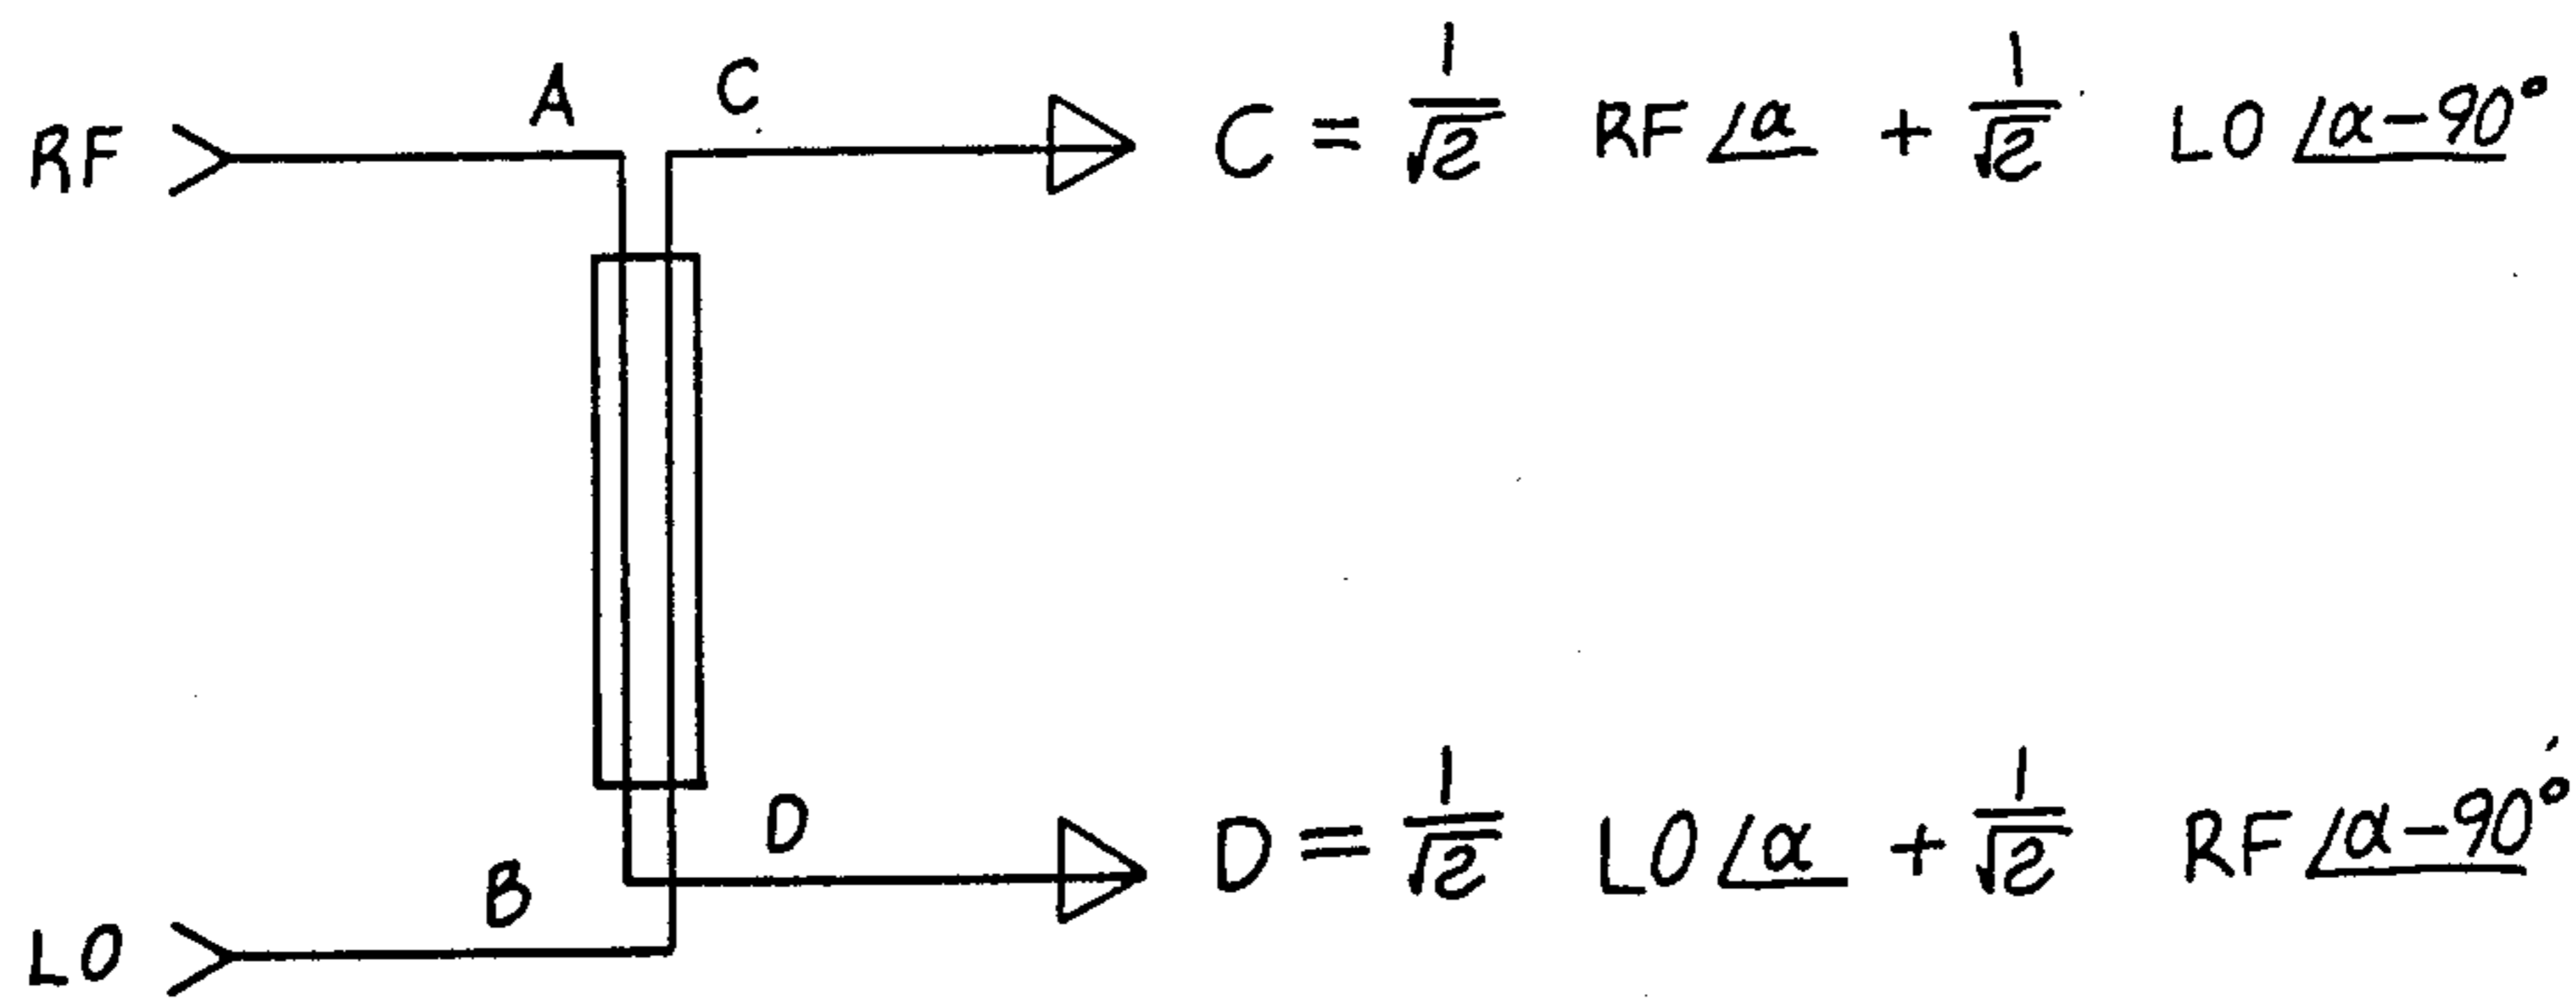 A C
RF C = 1/√2 RF ∠α + 1/√2 LO ∠α-90°
D
B D = 1/√2 LO ∠α + 1/√2 RF ∠α-90°
LO